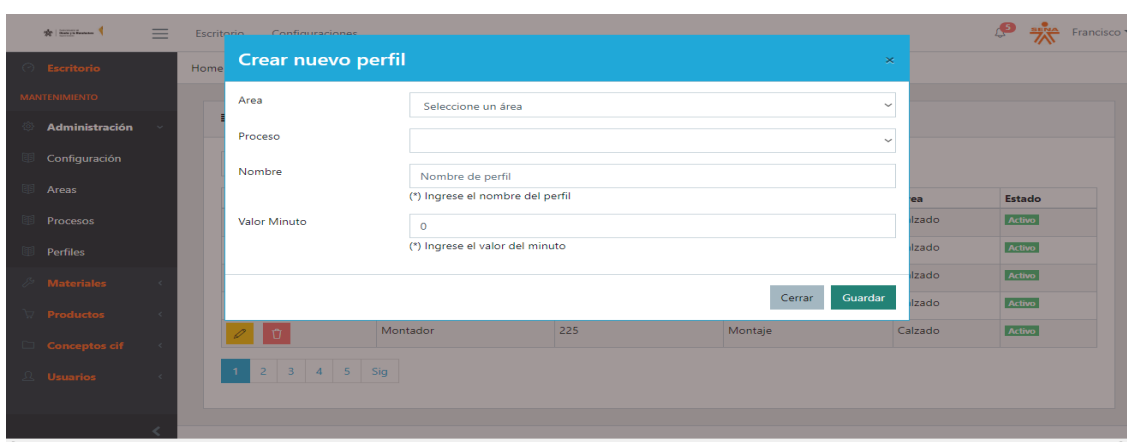 Escritorio Configuraciones
5
SENA
Francisco
Escritorio
MANTENIMIENTO
Administración
Configuración
Areas
Procesos
Perfiles
Materiales
Productos
Conceptos cif
Usuarios
Home
Crear nuevo perfil
×
Area
Seleccione un área
Proceso
Nombre
Nombre de perfil
(*) Ingrese el nombre del perfil
Valor Minuto
0
(*) Ingrese el valor del minuto
Cerrar Guardar
ea Estado
lzado Activo
lzado Activo
lzado Activo
lzado Activo
Montador 225 Montaje Calzado Activo
1 2 3 4 5 Sig